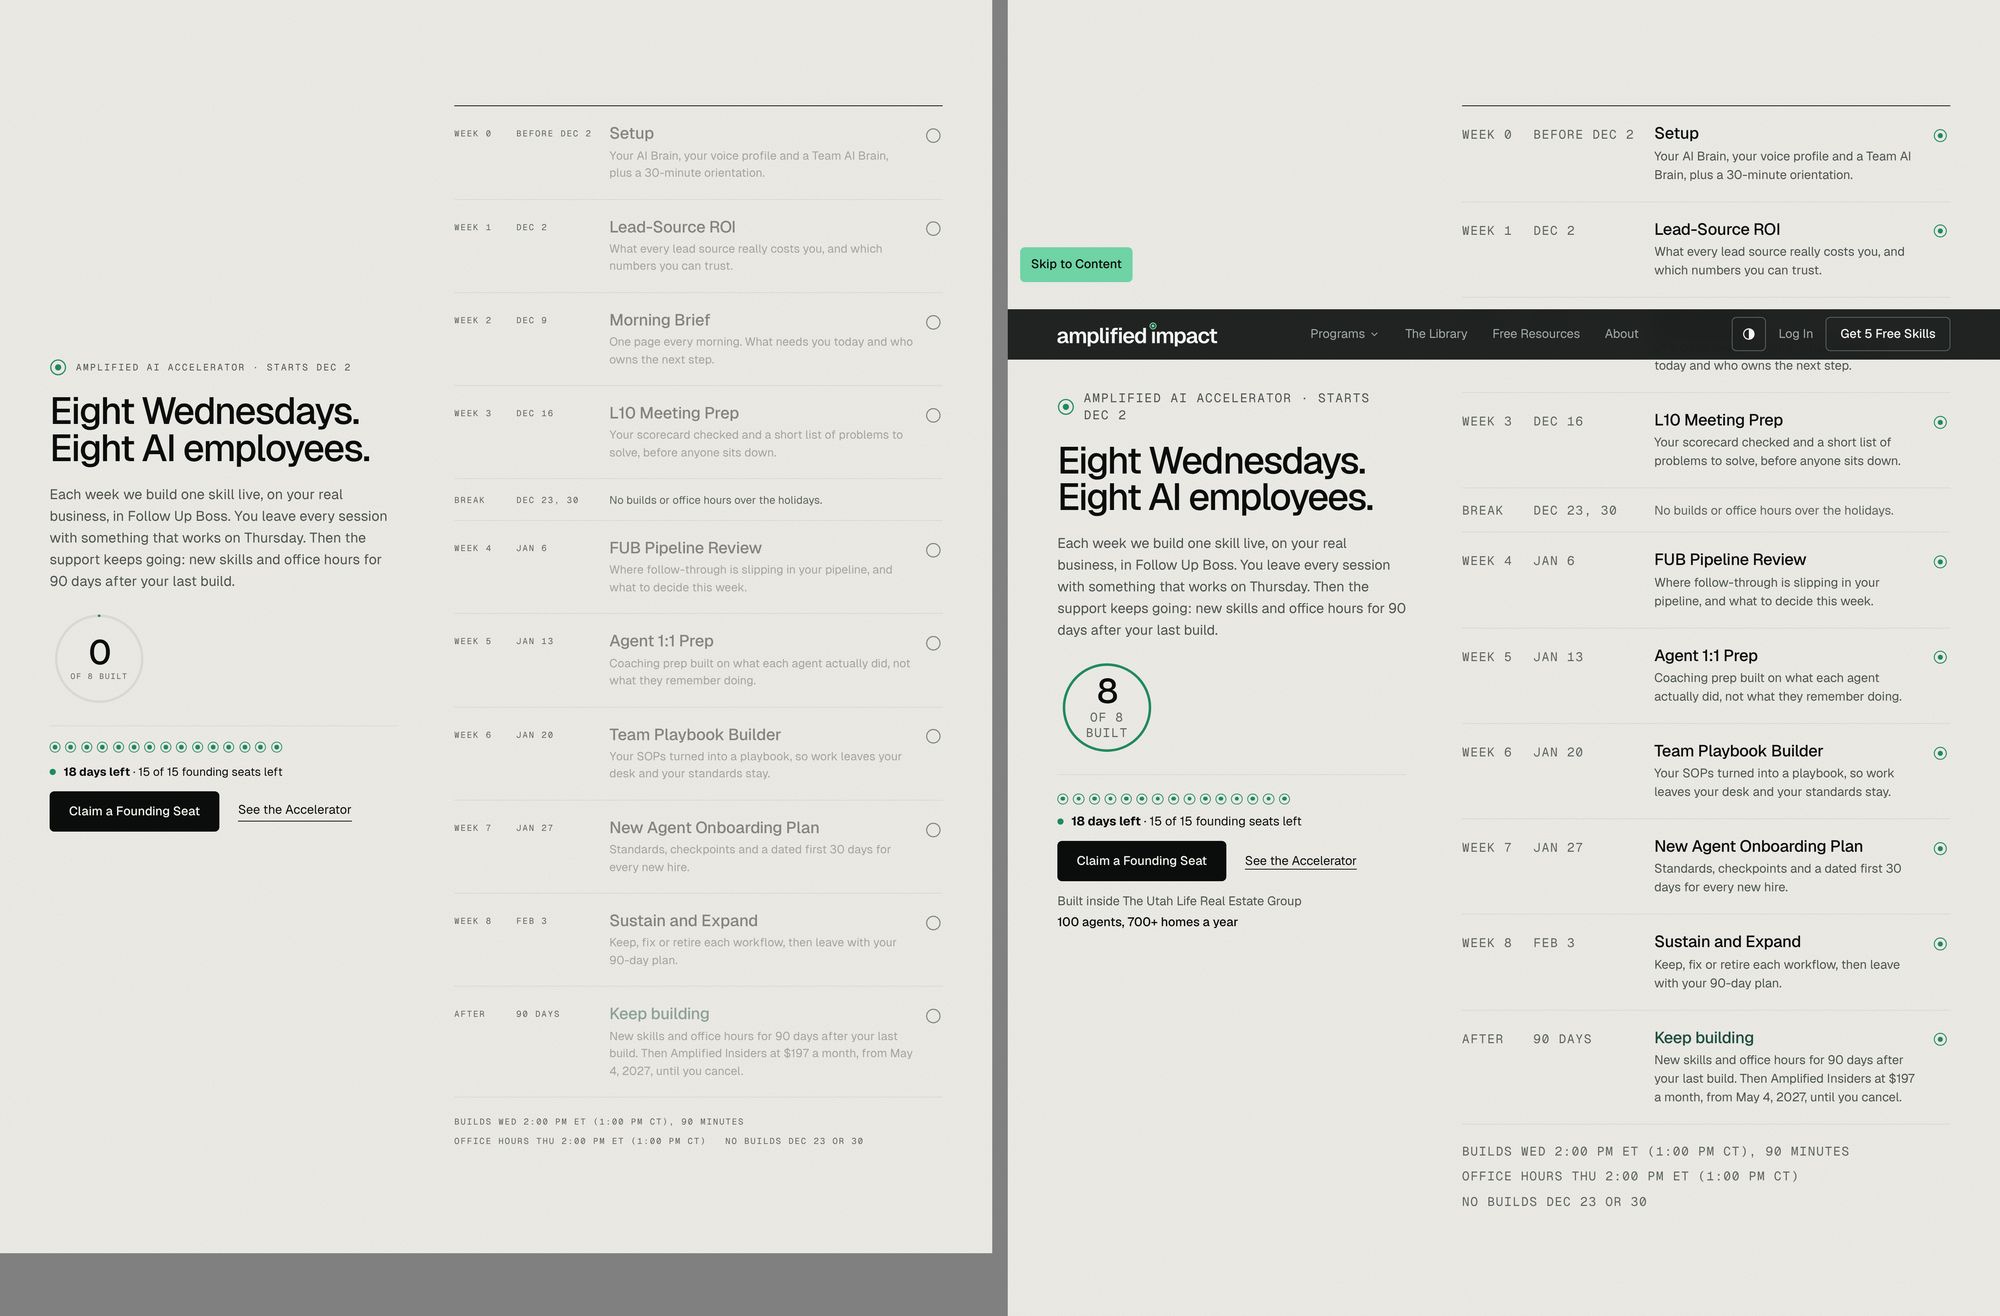 AMPLIFIED AI ACCELERATOR · STARTS DEC 2
Eight Wednesdays.
Eight AI employees.
Each week we build one skill live, on your real
business, in Follow Up Boss. You leave every session
with something that works on Thursday. Then the
support keeps going: new skills and office hours for
90 days after your last build.
0
OF 8 BUILT
18 days left · 15 of 15 founding seats left
Claim a Founding Seat
See the Accelerator
WEEK 0 BEFORE DEC 2 Setup
Your AI Brain, your voice profile and a Team AI Brain,
plus a 30-minute orientation.
WEEK 1 DEC 2 Lead-Source ROI
What every lead source really costs you, and which
numbers you can trust.
WEEK 2 DEC 9 Morning Brief
One page every morning. What needs you today and who
owns the next step.
WEEK 3 DEC 16 L10 Meeting Prep
Your scorecard checked and a short list of problems to
solve, before anyone sits down.
BREAK DEC 23, 30 No builds or office hours over the holidays.
WEEK 4 JAN 6 FUB Pipeline Review
Where follow-through is slipping in your pipeline, and
what to decide this week.
WEEK 5 JAN 13 Agent 1:1 Prep
Coaching prep built on what each agent actually did, not
what they remember doing.
WEEK 6 JAN 20 Team Playbook Builder
Your SOPs turned into a playbook, so work leaves your
desk and your standards stay.
WEEK 7 JAN 27 New Agent Onboarding Plan
Standards, checkpoints and a dated first 30 days for
every new hire.
WEEK 8 FEB 3 Sustain and Expand
Keep, fix or retire each workflow, then leave with your
90-day plan.
AFTER 90 DAYS Keep building
New skills and office hours for 90 days after your last
build. Then Amplified Insiders at $197 a month, from May
4, 2027, until you cancel.
BUILDS WED 2:00 PM ET (1:00 PM CT), 90 MINUTES
OFFICE HOURS THU 2:00 PM ET (1:00 PM CT) NO BUILDS DEC 23 OR 30
Skip to Content
amplified impact
Programs
The Library
Free Resources
About
Log In
Get 5 Free Skills
AMPLIFIED AI ACCELERATOR · STARTS
DEC 2
Eight Wednesdays.
Eight AI employees.
Each week we build one skill live, on your real
business, in Follow Up Boss. You leave every session
with something that works on Thursday. Then the
support keeps going: new skills and office hours for 90
days after your last build.
8
OF 8
BUILT
18 days left · 15 of 15 founding seats left
Claim a Founding Seat
See the Accelerator
Built inside The Utah Life Real Estate Group
100 agents, 700+ homes a year
WEEK 0 BEFORE DEC 2 Setup
Your AI Brain, your voice profile and a Team AI
Brain, plus a 30-minute orientation.
WEEK 1 DEC 2 Lead-Source ROI
What every lead source really costs you, and
which numbers you can trust.
today and who owns the next step.
WEEK 3 DEC 16 L10 Meeting Prep
Your scorecard checked and a short list of
problems to solve, before anyone sits down.
BREAK DEC 23, 30 No builds or office hours over the holidays.
WEEK 4 JAN 6 FUB Pipeline Review
Where follow-through is slipping in your
pipeline, and what to decide this week.
WEEK 5 JAN 13 Agent 1:1 Prep
Coaching prep built on what each agent
actually did, not what they remember doing.
WEEK 6 JAN 20 Team Playbook Builder
Your SOPs turned into a playbook, so work
leaves your desk and your standards stay.
WEEK 7 JAN 27 New Agent Onboarding Plan
Standards, checkpoints and a dated first 30
days for every new hire.
WEEK 8 FEB 3 Sustain and Expand
Keep, fix or retire each workflow, then leave
with your 90-day plan.
AFTER 90 DAYS Keep building
New skills and office hours for 90 days after
your last build. Then Amplified Insiders at $197
a month, from May 4, 2027, until you cancel.
BUILDS WED 2:00 PM ET (1:00 PM CT), 90 MINUTES
OFFICE HOURS THU 2:00 PM ET (1:00 PM CT)
NO BUILDS DEC 23 OR 30